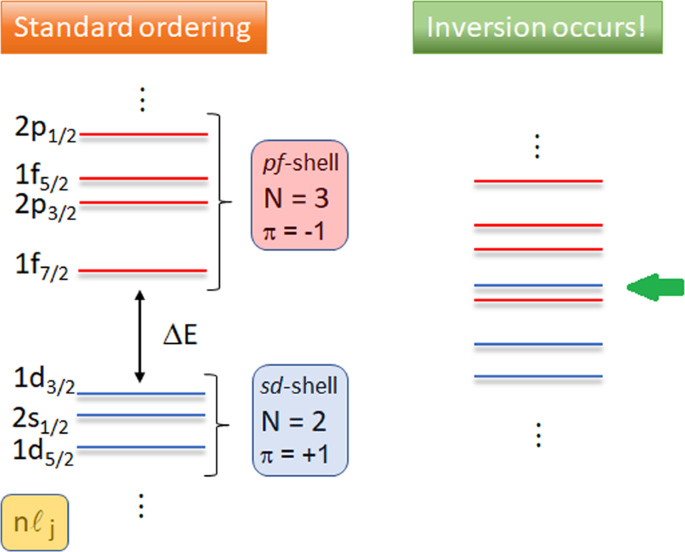 Standard ordering
Inversion occurs!
⋮
2p1/2
1f5/2
2p3/2
1f7/2
pf-shell
N = 3
π = -1
ΔE
1d3/2
2s1/2
1d5/2
sd-shell
N = 2
π = +1
⋮
nℓ j
⋮
⋮